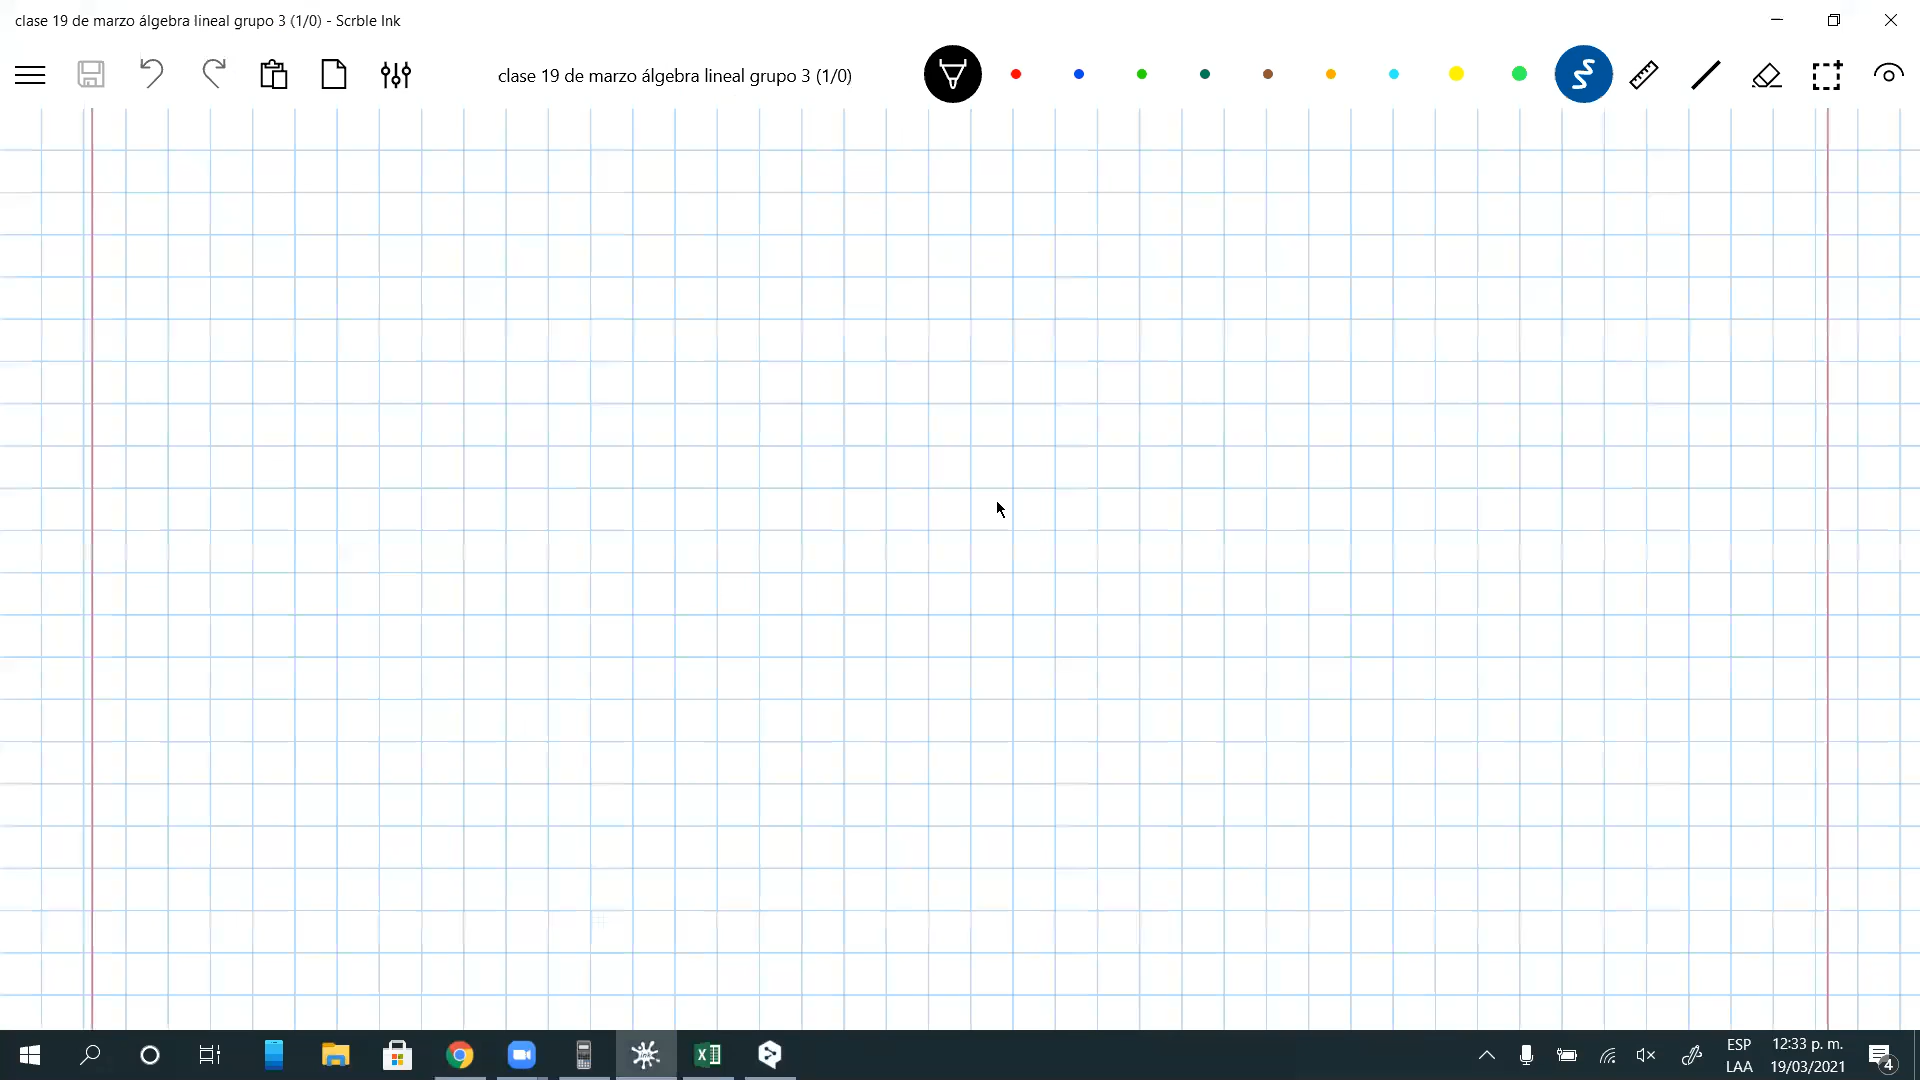 clase 19 de marzo álgebra lineal grupo 3 (1/0) - Scrble Ink
clase 19 de marzo álgebra lineal grupo 3 (1/0)
ESP 12:33 p. m.
LAA 19/03/2021
4